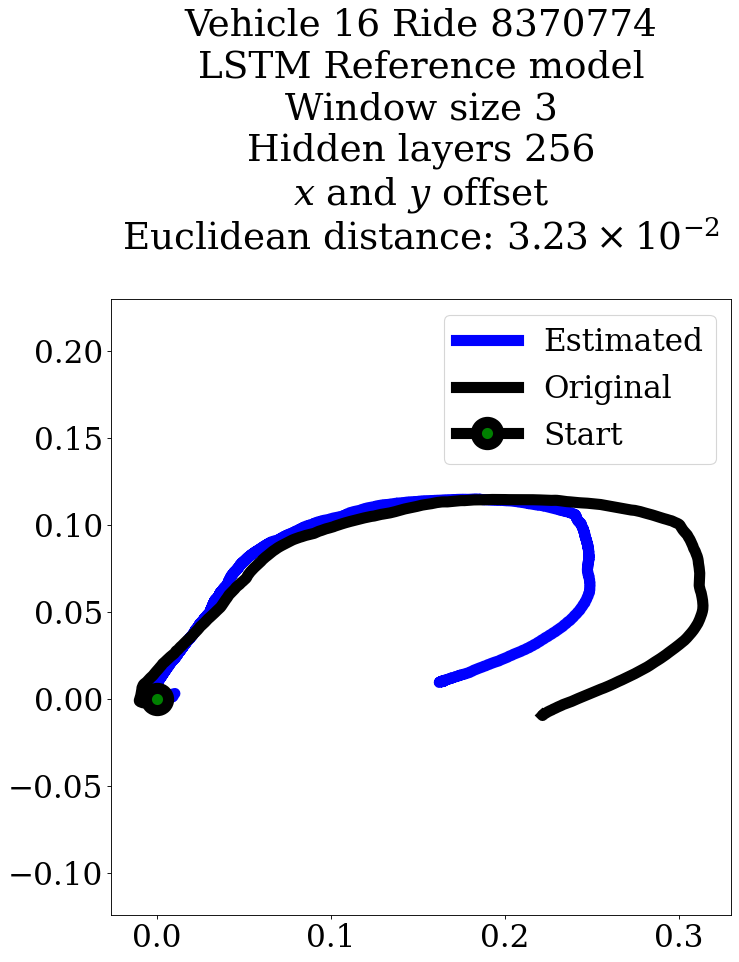 Vehicle 16 Ride 8370774
LSTM Reference model
Window size 3
Hidden layers 256
x and y offset
Euclidean distance: 3.23 × 10⁻²
Estimated
Original
Start
0.20
0.15
0.10
0.05
0.00
−0.05
−0.10
0.0 0.1 0.2 0.3